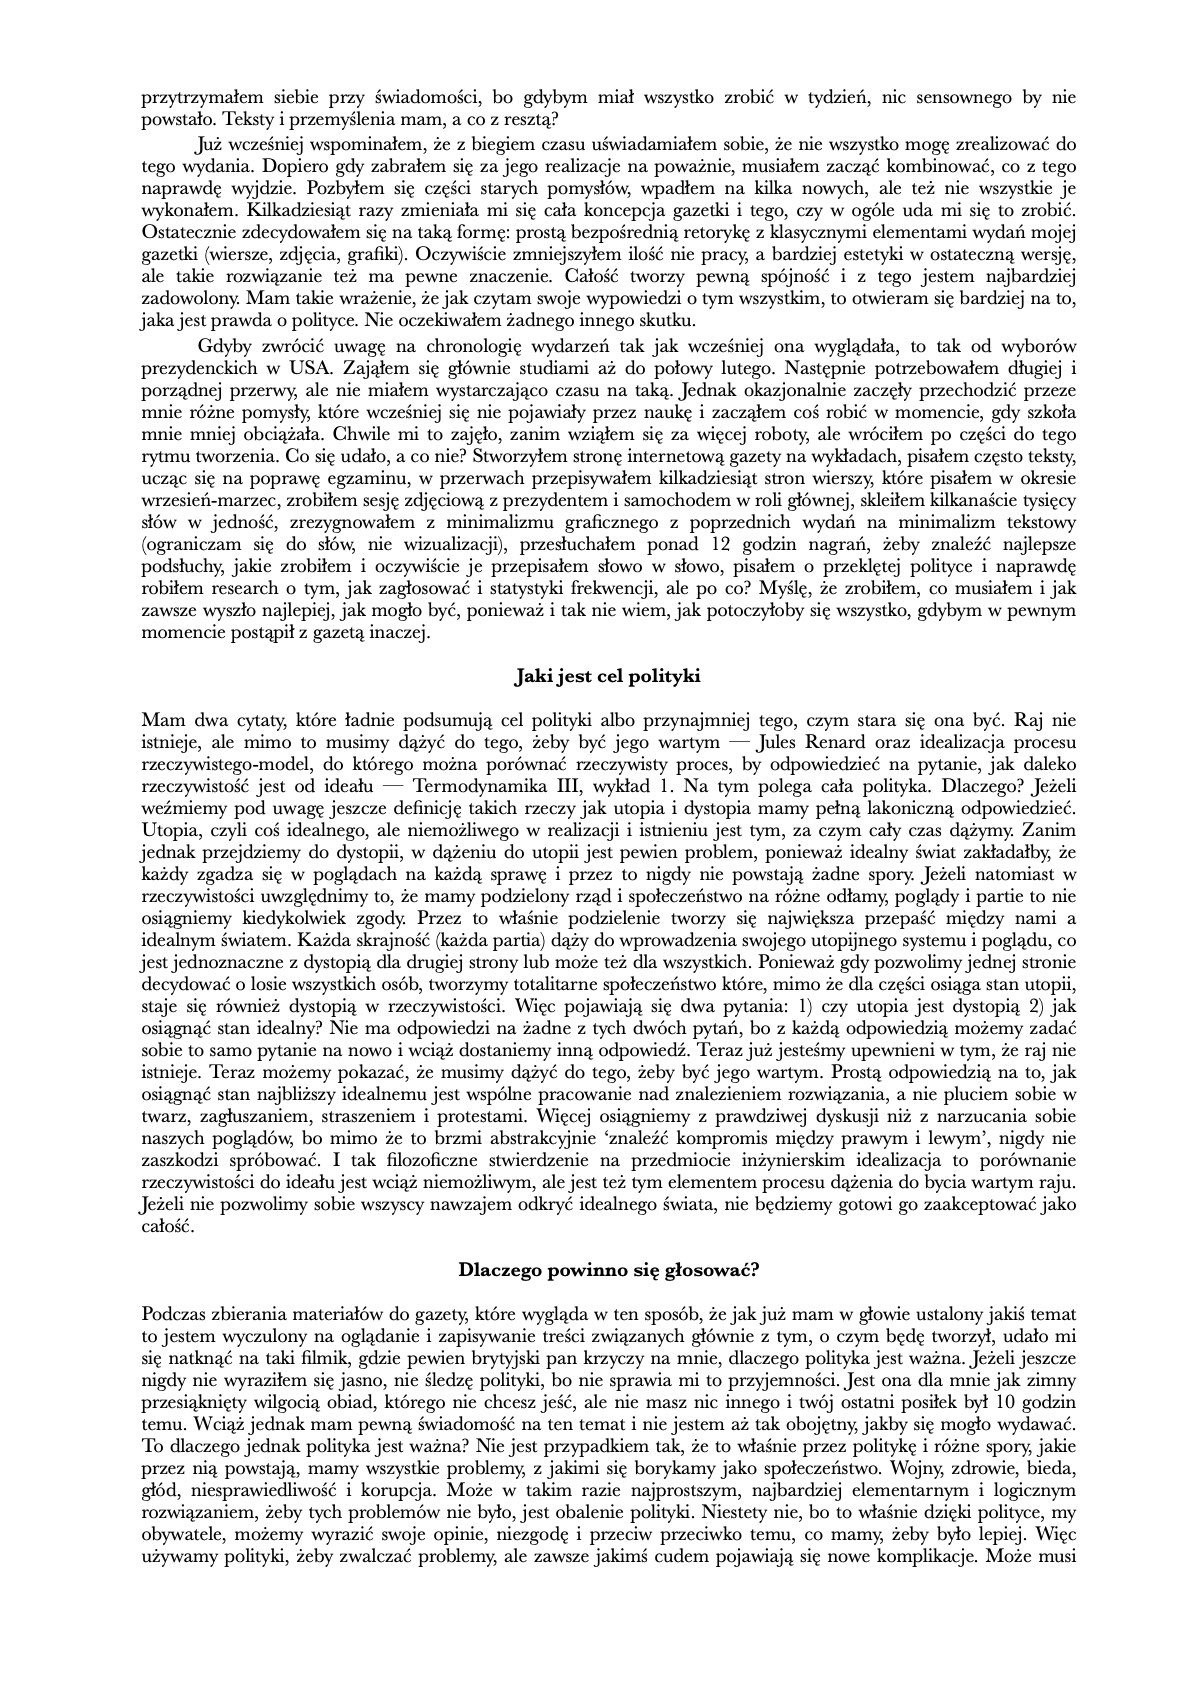 przytrzymałem siebie przy świadomości, bo gdybym miał wszystko zrobić w tydzień, nic sensownego by nie
powstało. Teksty i przemyślenia mam, a co z resztą?
Już wcześniej wspominałem, że z biegiem czasu uświadamiałem sobie, że nie wszystko mogę zrealizować do
tego wydania. Dopiero gdy zabrałem się za jego realizacje na poważnie, musiałem zacząć kombinować, co z tego
naprawdę wyjdzie. Pozbyłem się części starych pomysłów, wpadłem na kilka nowych, ale też nie wszystkie je
wykonałem. Kilkadziesiąt razy zmieniała mi się cała koncepcja gazetki i tego, czy w ogóle uda mi się to zrobić.
Ostatecznie zdecydowałem się na taką formę: prostą bezpośrednią retorykę z klasycznymi elementami wydań mojej
gazetki (wiersze, zdjęcia, grafiki). Oczywiście zmniejszyłem ilość nie pracy, a bardziej estetyki w ostateczną wersję,
ale takie rozwiązanie też ma pewne znaczenie. Całość tworzy pewną spójność i z tego jestem najbardziej
zadowolony. Mam takie wrażenie, że jak czytam swoje wypowiedzi o tym wszystkim, to otwieram się bardziej na to,
jaka jest prawda o polityce. Nie oczekiwałem żadnego innego skutku.
Gdyby zwrócić uwagę na chronologię wydarzeń tak jak wcześniej ona wyglądała, to tak od wyborów
prezydenckich w USA. Zająłem się głównie studiami aż do połowy lutego. Następnie potrzebowałem długiej i
porządnej przerwy, ale nie miałem wystarczająco czasu na taką. Jednak okazjonalnie zaczęły przechodzić przeze
mnie różne pomysły, które wcześniej się nie pojawiały przez naukę i zacząłem coś robić w momencie, gdy szkoła
mnie mniej obciążała. Chwile mi to zajęło, zanim wziąłem się za więcej roboty, ale wróciłem po części do tego
rytmu tworzenia. Co się udało, a co nie? Stworzyłem stronę internetową gazety na wykładach, pisałem często teksty,
ucząc się na poprawę egzaminu, w przerwach przepisywałem kilkadziesiąt stron wierszy, które pisałem w okresie
wrzesień-marzec, zrobiłem sesję zdjęciową z prezydentem i samochodem w roli głównej, skleiłem kilkanaście tysięcy
słów w jedność, zrezygnowałem z minimalizmu graficznego z poprzednich wydań na minimalizm tekstowy
(ograniczam się do słów, nie wizualizacji), przesłuchałem ponad 12 godzin nagrań, żeby znaleźć najlepsze
podsłuchy, jakie zrobiłem i oczywiście je przepisałem słowo w słowo, pisałem o przeklętej polityce i naprawdę
robiłem research o tym, jak zagłosować i statystyki frekwencji, ale po co? Myślę, że zrobiłem, co musiałem i jak
zawsze wyszło najlepiej, jak mogło być, ponieważ i tak nie wiem, jak potoczyłoby się wszystko, gdybym w pewnym
momencie postąpił z gazetą inaczej.
Jaki jest cel polityki
Mam dwa cytaty, które ładnie podsumują cel polityki albo przynajmniej tego, czym stara się ona być. Raj nie
istnieje, ale mimo to musimy dążyć do tego, żeby być jego wartym — Jules Renard oraz idealizacja procesu
rzeczywistego-model, do którego można porównać rzeczywisty proces, by odpowiedzieć na pytanie, jak daleko
rzeczywistość jest od ideału — Termodynamika III, wykład 1. Na tym polega cała polityka. Dlaczego? Jeżeli
weźmiemy pod uwagę jeszcze definicję takich rzeczy jak utopia i dystopia mamy pełną lakoniczną odpowiedzieć.
Utopia, czyli coś idealnego, ale niemożliwego w realizacji i istnieniu jest tym, za czym cały czas dążymy. Zanim
jednak przejdziemy do dystopii, w dążeniu do utopii jest pewien problem, ponieważ idealny świat zakładałby, że
każdy zgadza się w poglądach na każdą sprawę i przez to nigdy nie powstają żadne spory. Jeżeli natomiast w
rzeczywistości uwzględnimy to, że mamy podzielony rząd i społeczeństwo na różne odłamy, poglądy i partie to nie
osiągniemy kiedykolwiek zgody. Przez to właśnie podzielenie tworzy się największa przepaść między nami a
idealnym światem. Każda skrajność (każda partia) dąży do wprowadzenia swojego utopijnego systemu i poglądu, co
jest jednoznaczne z dystopią dla drugiej strony lub może też dla wszystkich. Ponieważ gdy pozwolimy jednej stronie
decydować o losie wszystkich osób, tworzymy totalitarne społeczeństwo które, mimo że dla części osiąga stan utopii,
staje się również dystopią w rzeczywistości. Więc pojawiają się dwa pytania: 1) czy utopia jest dystopią 2) jak
osiągnąć stan idealny? Nie ma odpowiedzi na żadne z tych dwóch pytań, bo z każdą odpowiedzią możemy zadać
sobie to samo pytanie na nowo i wciąż dostaniemy inną odpowiedź. Teraz już jesteśmy upewnieni w tym, że raj nie
istnieje. Teraz możemy pokazać, że musimy dążyć do tego, żeby być jego wartym. Prostą odpowiedzią na to, jak
osiągnąć stan najbliższy idealnemu jest wspólne pracowanie nad znalezieniem rozwiązania, a nie pluciem sobie w
twarz, zagłuszaniem, straszeniem i protestami. Więcej osiągniemy z prawdziwej dyskusji niż z narzucania sobie
naszych poglądów, bo mimo że to brzmi abstrakcyjnie ‘znaleźć kompromis między prawym i lewym’, nigdy nie
zaszkodzi spróbować. I tak filozoficzne stwierdzenie na przedmiocie inżynierskim idealizacja to porównanie
rzeczywistości do ideału jest wciąż niemożliwym, ale jest też tym elementem procesu dążenia do bycia wartym raju.
Jeżeli nie pozwolimy sobie wszyscy nawzajem odkryć idealnego świata, nie będziemy gotowi go zaakceptować jako
całość.
Dlaczego powinno się głosować?
Podczas zbierania materiałów do gazety, które wygląda w ten sposób, że jak już mam w głowie ustalony jakiś temat
to jestem wyczulony na oglądanie i zapisywanie treści związanych głównie z tym, o czym będę tworzył, udało mi
się natknąć na taki filmik, gdzie pewien brytyjski pan krzyczy na mnie, dlaczego polityka jest ważna. Jeżeli jeszcze
nigdy nie wyraziłem się jasno, nie śledzę polityki, bo nie sprawia mi to przyjemności. Jest ona dla mnie jak zimny
przesiąknięty wilgocią obiad, którego nie chcesz jeść, ale nie masz nic innego i twój ostatni posiłek był 10 godzin
temu. Wciąż jednak mam pewną świadomość na ten temat i nie jestem aż tak obojętny, jakby się mogło wydawać.
To dlaczego jednak polityka jest ważna? Nie jest przypadkiem tak, że to właśnie przez politykę i różne spory, jakie
przez nią powstają, mamy wszystkie problemy, z jakimi się borykamy jako społeczeństwo. Wojny, zdrowie, bieda,
głód, niesprawiedliwość i korupcja. Może w takim razie najprostszym, najbardziej elementarnym i logicznym
rozwiązaniem, żeby tych problemów nie było, jest obalenie polityki. Niestety nie, bo to właśnie dzięki polityce, my
obywatele, możemy wyrazić swoje opinie, niezgodę i przeciw przeciwko temu, co mamy, żeby było lepiej. Więc
używamy polityki, żeby zwalczać problemy, ale zawsze jakimś cudem pojawiają się nowe komplikacje. Może musi